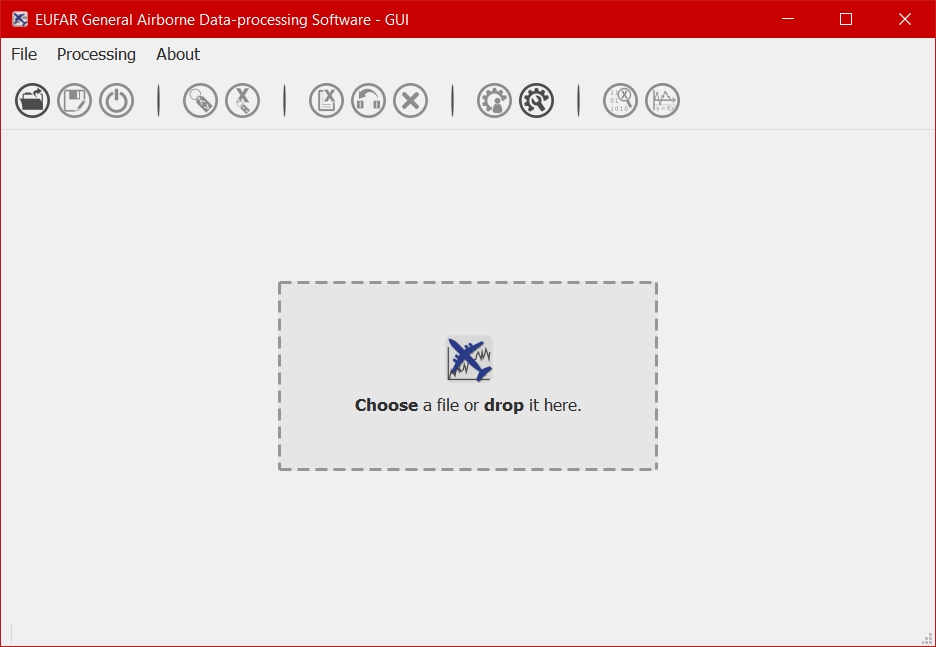 EUFAR General Airborne Data-processing Software - GUI
File Processing About
Choose a file or drop it here.